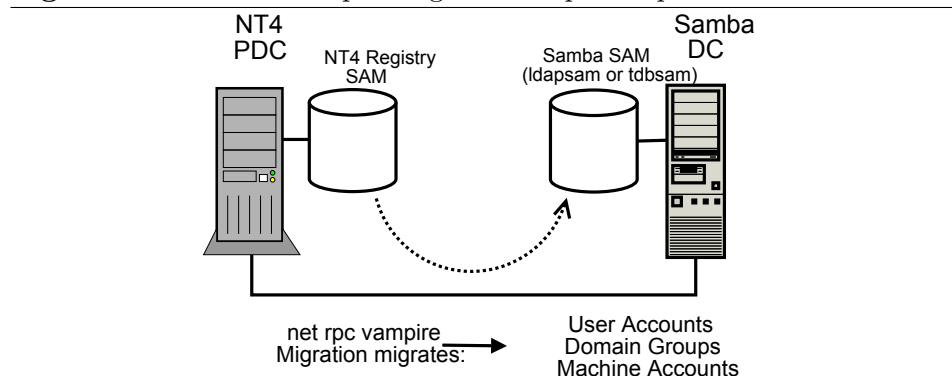 NT4
PDC
NT4 Registry
SAM
Samba SAM
(ldapsam or tdbsam)
Samba
DC
net rpc vampire
Migration migrates:
User Accounts
Domain Groups
Machine Accounts